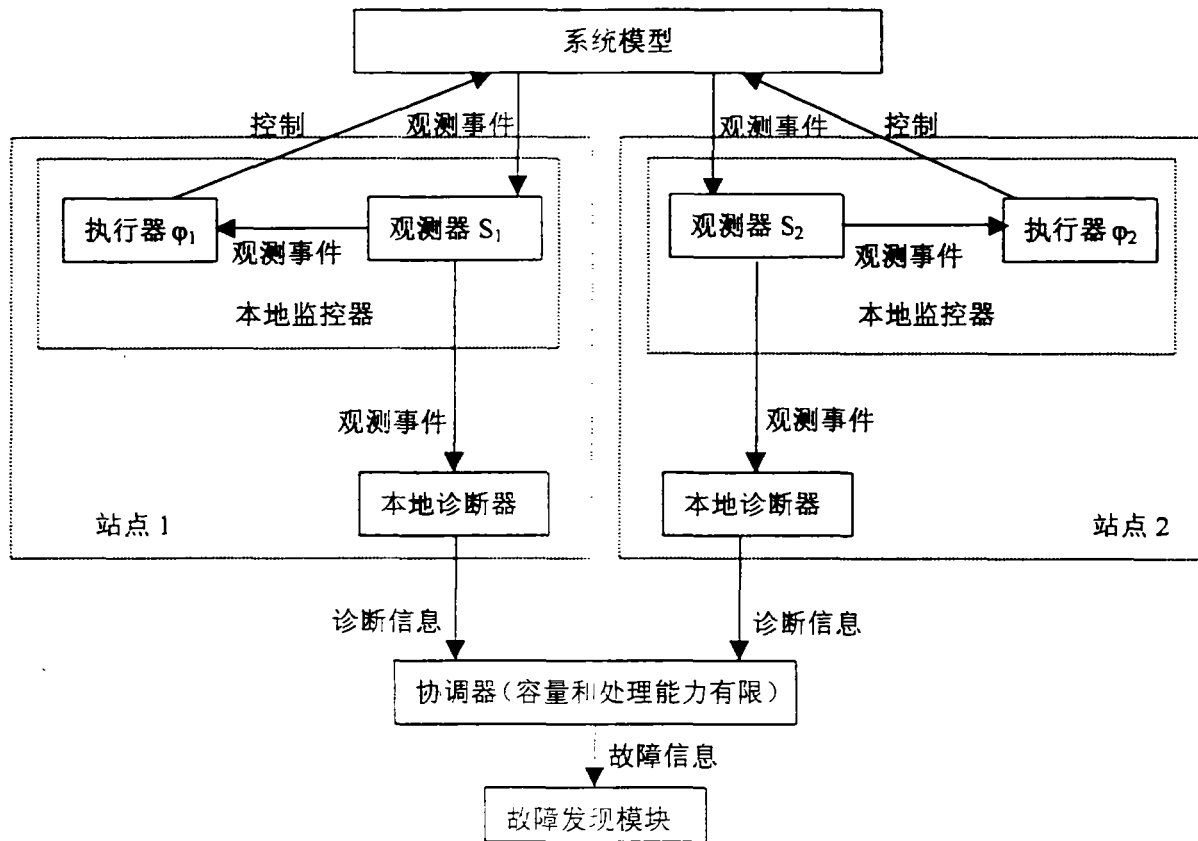 系统模型
控制
观测事件
观测事件
控制
执行器 φ₁
观测器 S₁
观测器 S₂
执行器 φ₂
观测事件
观测事件
本地监控器
本地监控器
观测事件
观测事件
本地诊断器
本地诊断器
站点 1
站点 2
诊断信息
诊断信息
协调器（容量和处理能力有限）
故障信息
故障发现模块